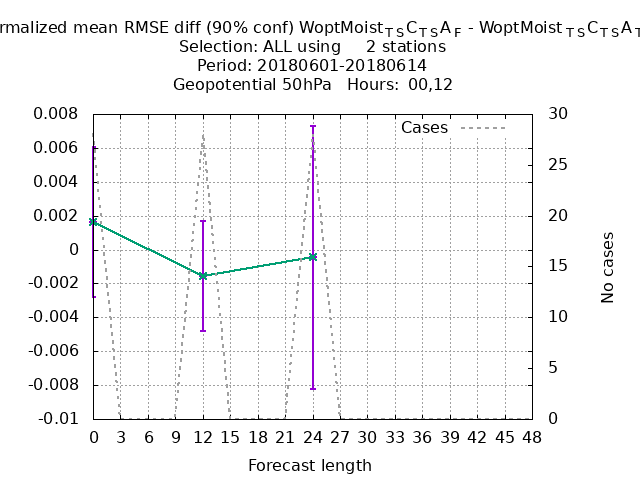 rmalized mean RMSE diff (90% conf) WoptMoistTSCTSAF - WoptMoistTSCTSAT
Selection: ALL using 2 stations
Period: 20180601-20180614
Geopotential 50hPa Hours: 00,12
Cases
0.008
0.006
0.004
0.002
0
-0.002
-0.004
-0.006
-0.008
-0.01
30
25
20
15
10
5
0
No cases
0 3 6 9 12 15 18 21 24 27 30 33 36 39 42 45 48
Forecast length